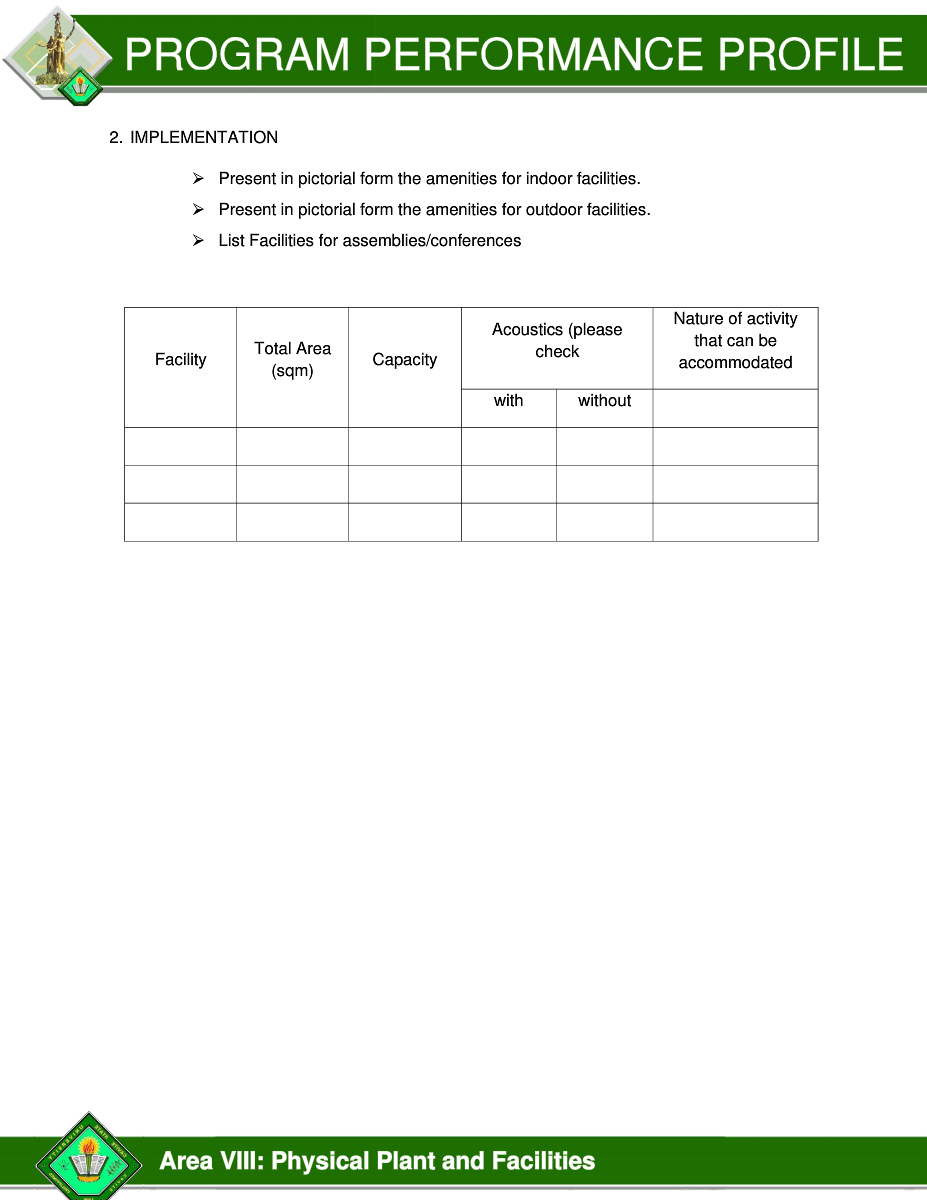 PROGRAM PERFORMANCE PROFILE
2. IMPLEMENTATION
➢ Present in pictorial form the amenities for indoor facilities.
➢ Present in pictorial form the amenities for outdoor facilities.
➢ List Facilities for assemblies/conferences
Facility
Total Area
(sqm)
Capacity
Acoustics (please
check
Nature of activity
that can be
accommodated
with
without
Area VIII: Physical Plant and Facilities